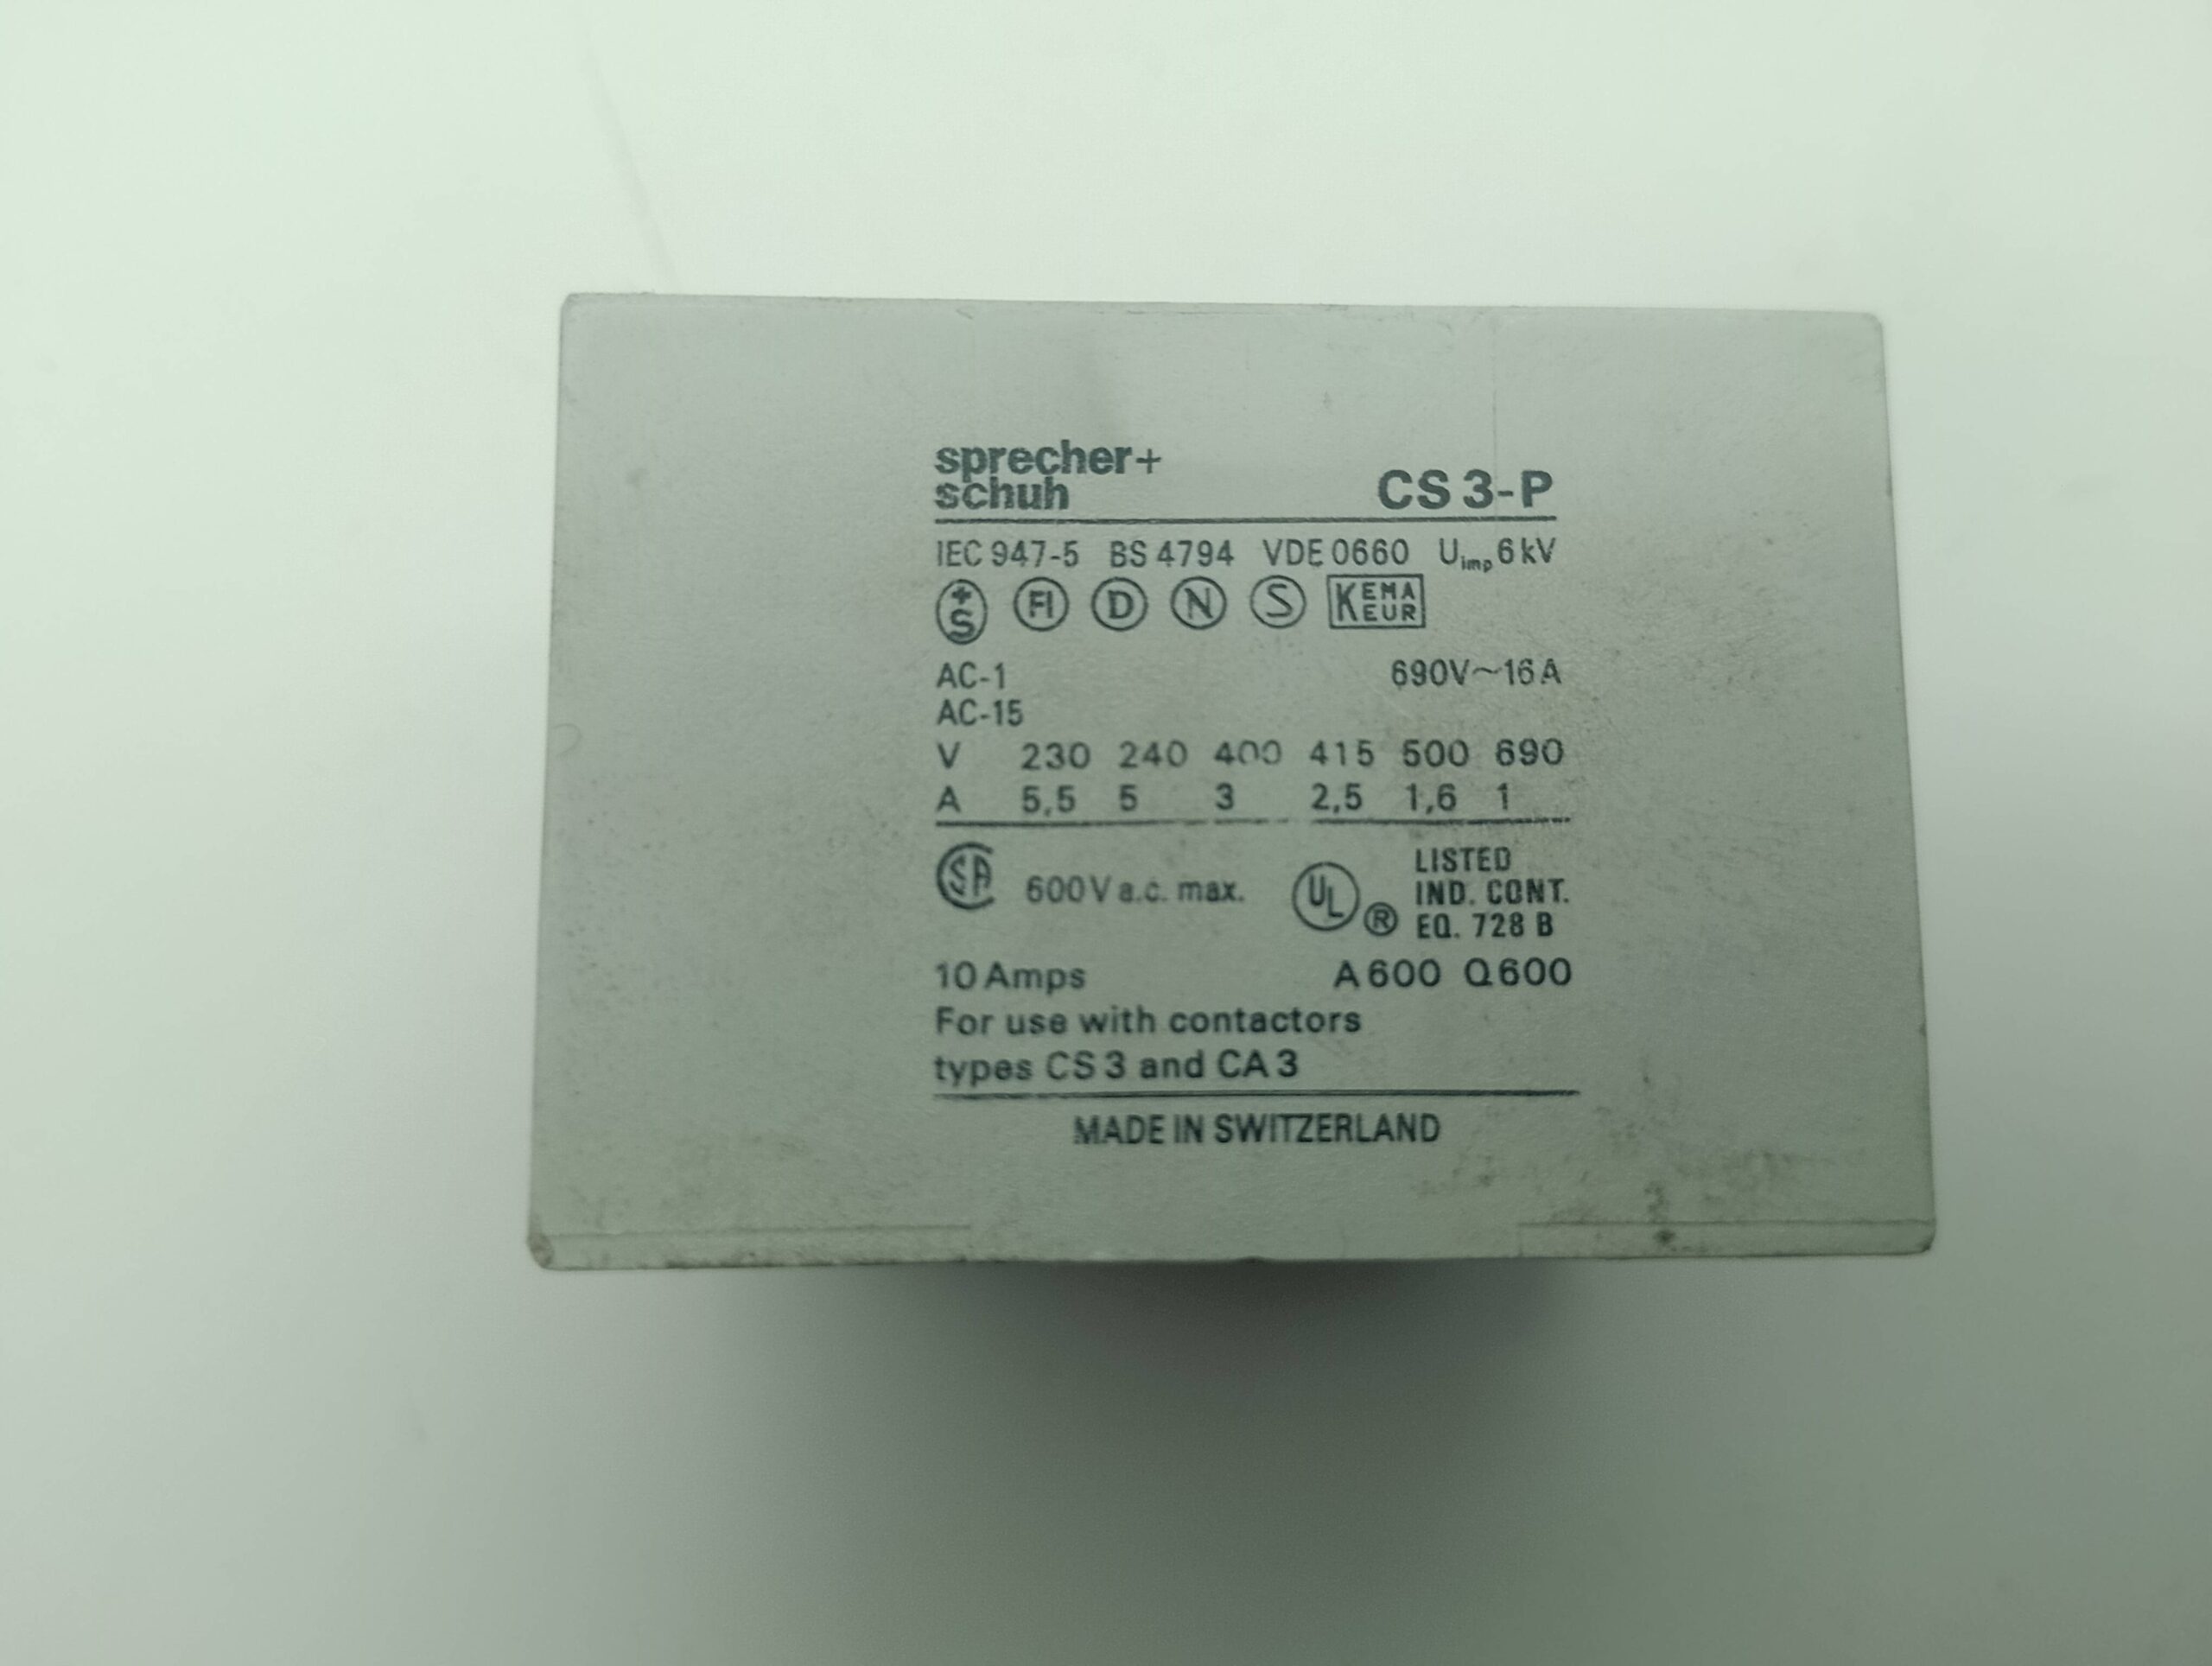 sprecher+
schuh CS 3-P
IEC 947-5 BS 4794 VDE 0660 Uimp 6 kV
+S FI D N S KEMA EUR
AC-1 690V~16A
AC-15
V 230 240 400 415 500 690
A 5,5 5 3 2,5 1,6 1
SA 600V a.c. max. UL ® LISTED
IND. CONT.
EQ. 728 B
10 Amps A600 Q600
For use with contactors
types CS 3 and CA 3
MADE IN SWITZERLAND